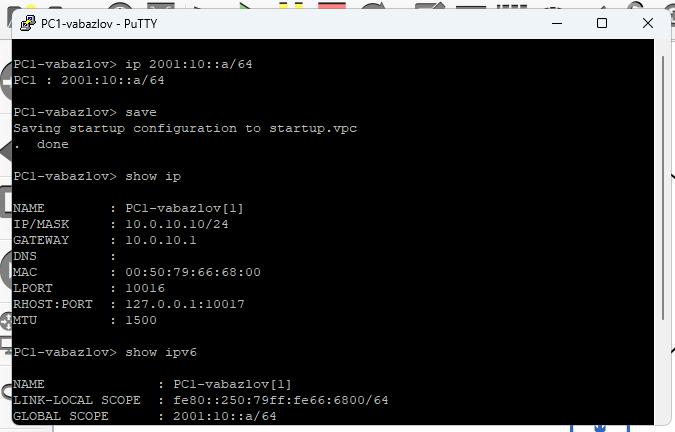 PC1-vabazlov - PuTTY
PC1-vabazlov> ip 2001:10::a/64
PC1 : 2001:10::a/64
PC1-vabazlov> save
Saving startup configuration to startup.vpc
.  done
PC1-vabazlov> show ip
NAME        : PC1-vabazlov[1]
IP/MASK     : 10.0.10.10/24
GATEWAY     : 10.0.10.1
DNS         :
MAC         : 00:50:79:66:68:00
LPORT       : 10016
RHOST:PORT  : 127.0.0.1:10017
MTU         : 1500
PC1-vabazlov> show ipv6
NAME              : PC1-vabazlov[1]
LINK-LOCAL SCOPE  : fe80::250:79ff:fe66:6800/64
GLOBAL SCOPE      : 2001:10::a/64